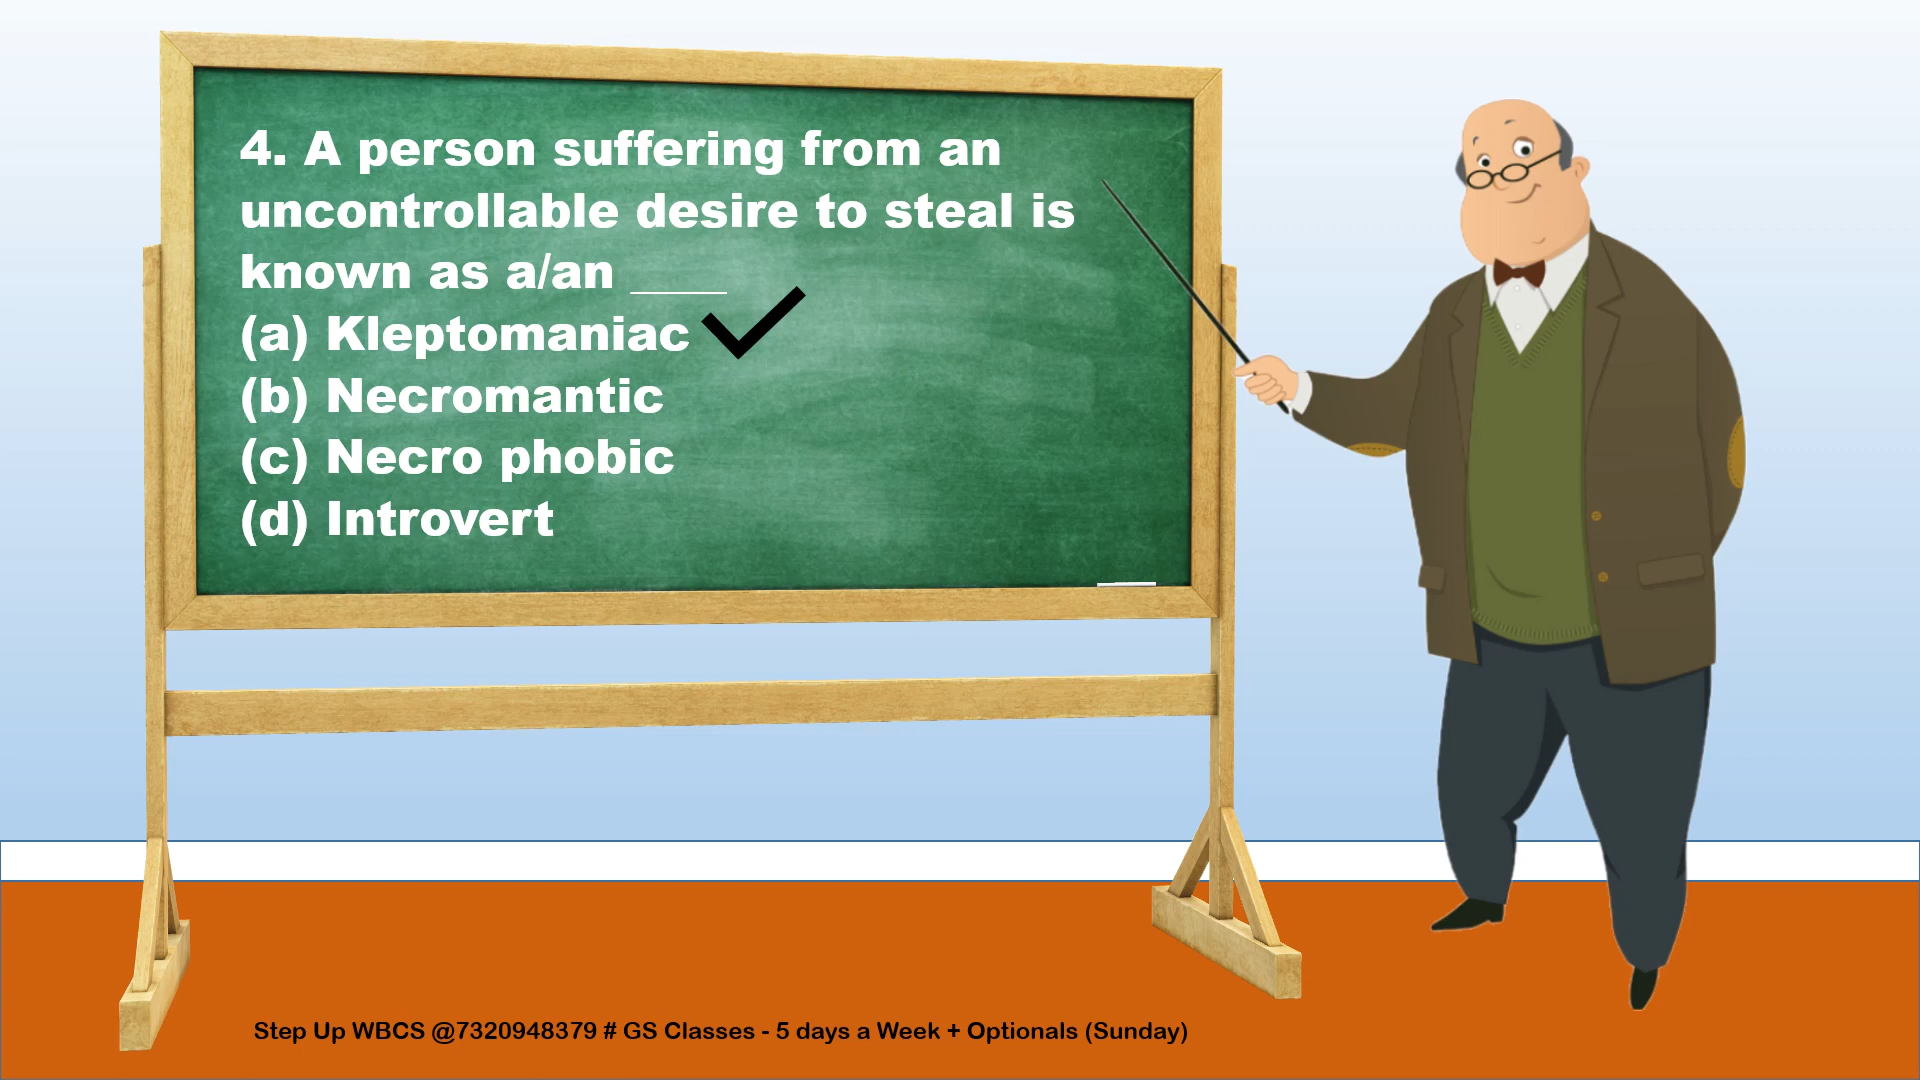 4. A person suffering from an
uncontrollable desire to steal is
known as a/an _____
(a) Kleptomaniac
(b) Necromantic
(c) Necro phobic
(d) Introvert
Step Up WBCS @7320948379 # GS Classes - 5 days a Week + Optionals (Sunday)